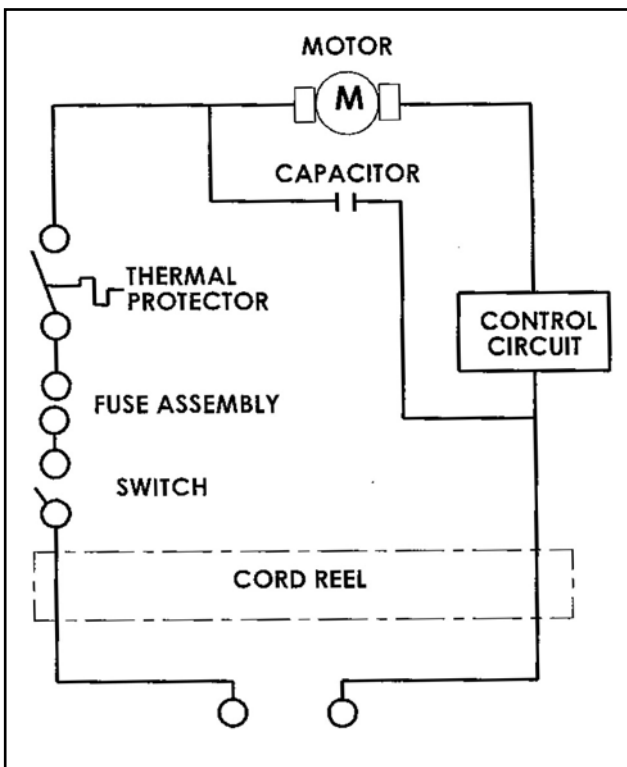 MOTOR
M
CAPACITOR
THERMAL
PROTECTOR
CONTROL
CIRCUIT
FUSE ASSEMBLY
SWITCH
CORD REEL